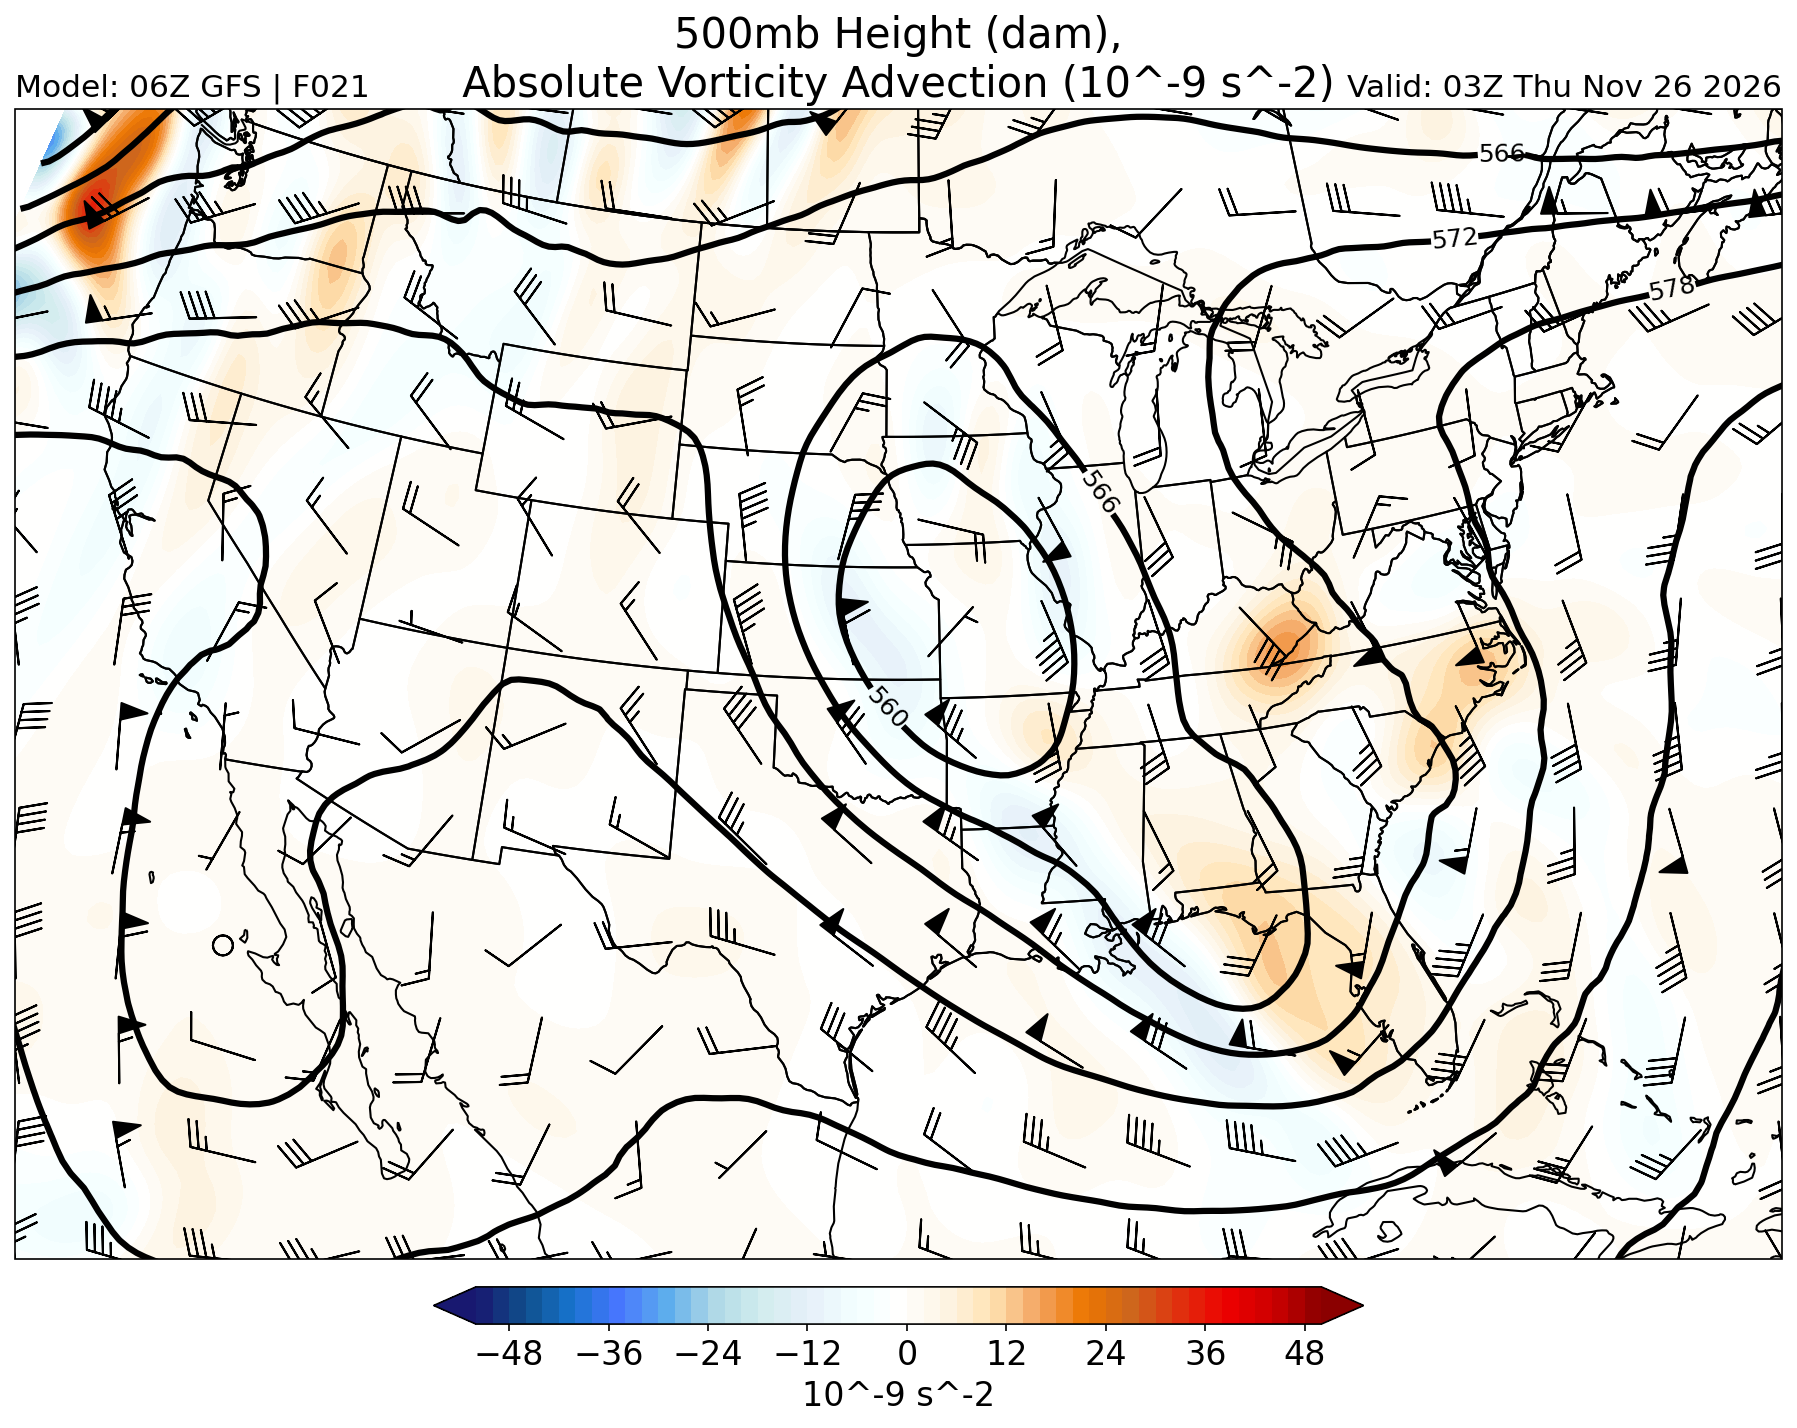 500mb Height (dam),
Model: 06Z GFS | F021
Absolute Vorticity Advection (10^-9 s^-2)
Valid: 03Z Thu Nov 26 2026
566
572
578
566
560
−48 −36 −24 −12 0 12 24 36 48
10^-9 s^-2